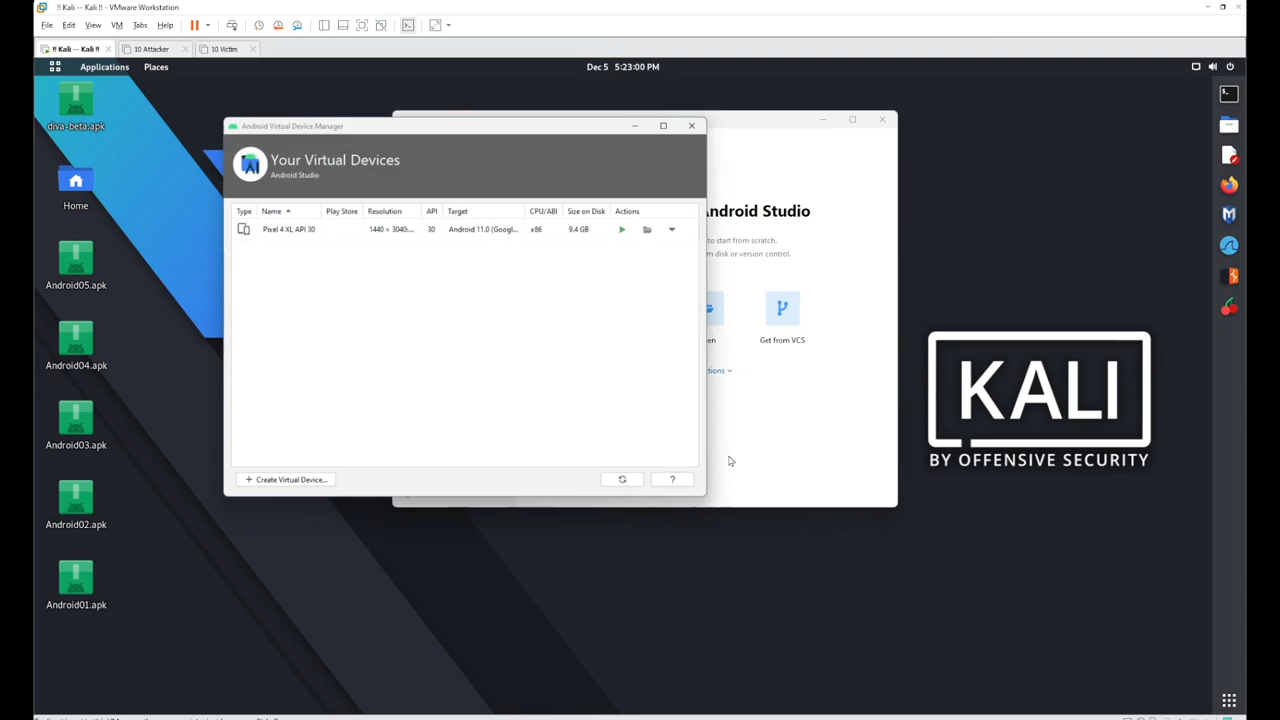 !! Kali -- Kali !! - VMware Workstation
File Edit View VM Tabs Help
!! Kali -- Kali !! 10 Attacker 10 Victim
Applications Places Dec 5 5:23:00 PM
diva-beta.apk
Home
Android05.apk
Android04.apk
Android03.apk
Android02.apk
Android01.apk
Android Virtual Device Manager
Your Virtual Devices
Android Studio
Type Name Play Store Resolution API Target CPU/ABI Size on Disk Actions
Pixel 4 XL API 30 1440 × 3040:... 30 Android 11.0 (Googl... x86 9.4 GB
+ Create Virtual Device...
?
Android Studio
to start from scratch.
from disk or version control.
Get from VCS
KALI
BY OFFENSIVE SECURITY